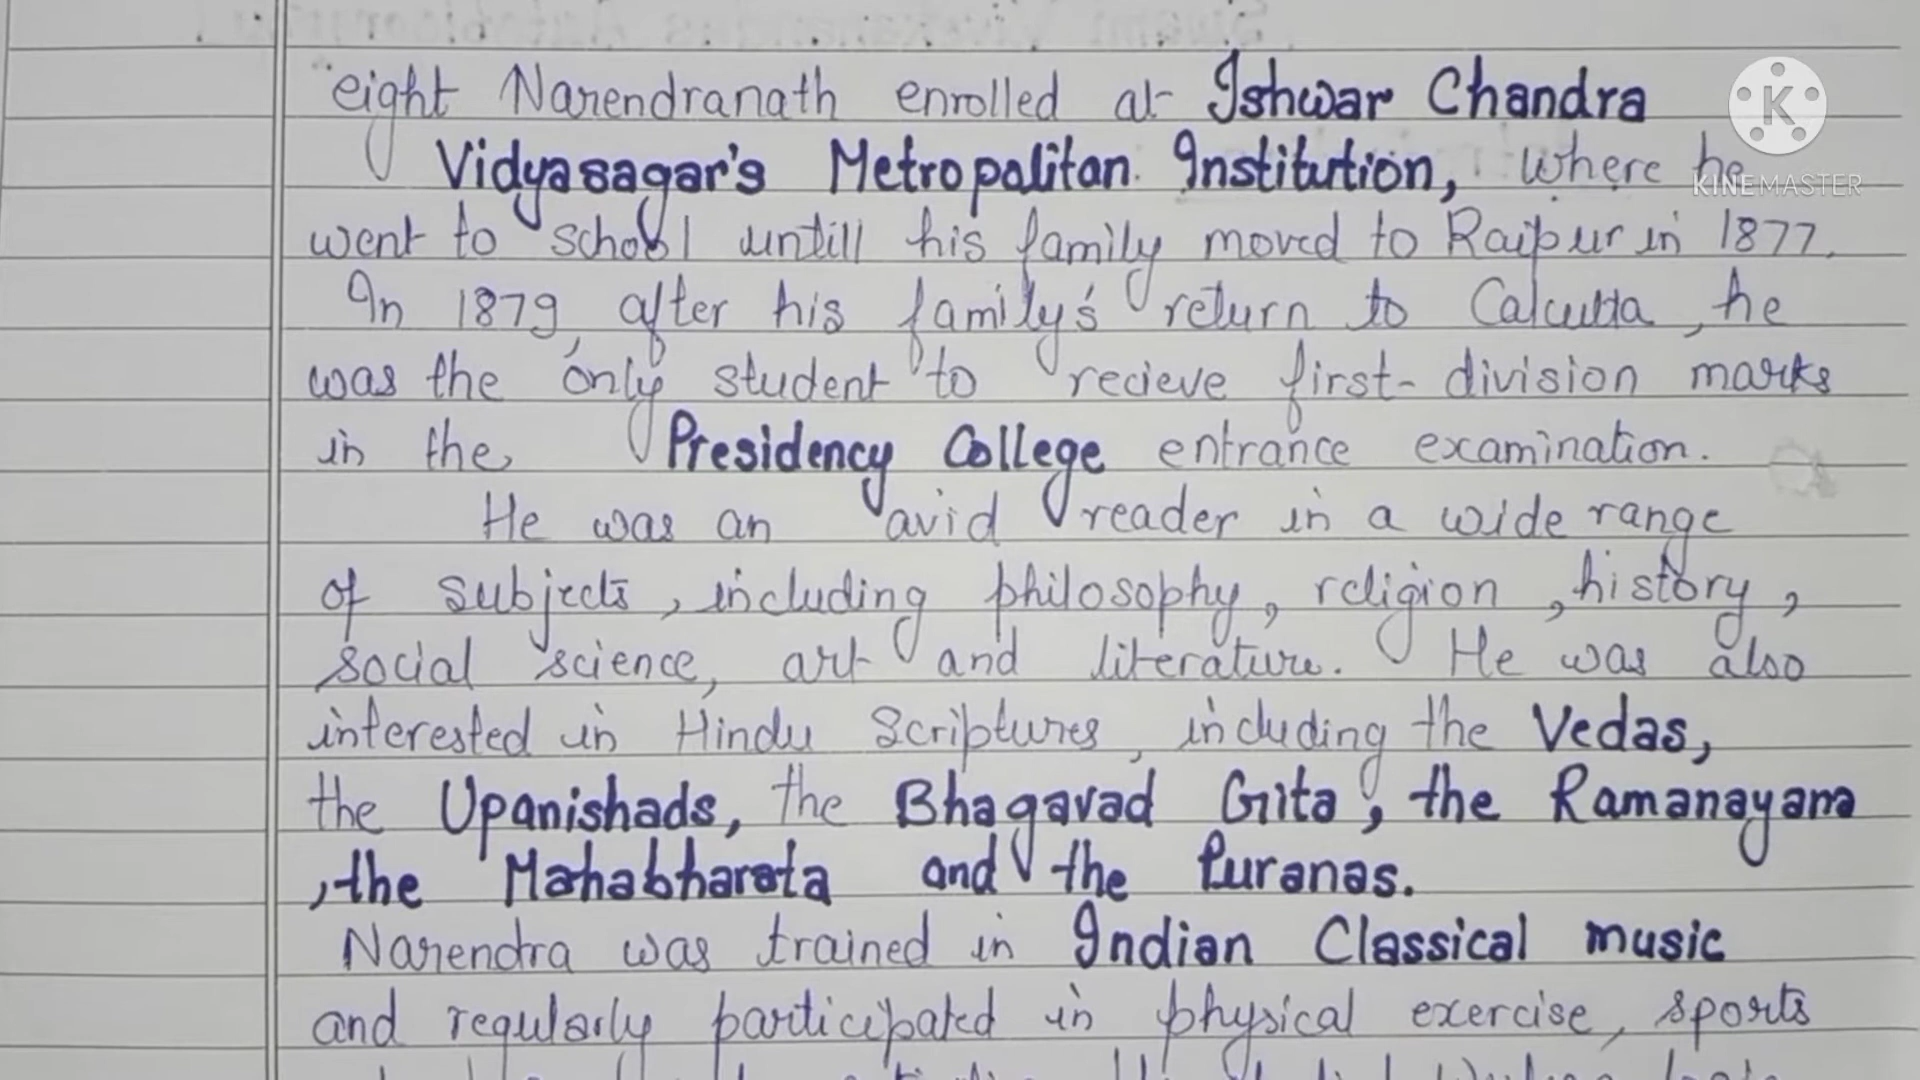 eight Narendranath enrolled at Ishwar Chandra
Vidyasagar's Metropolitan Institution, where he
went to school untill his family moved to Raipur in 1877.
In 1879, after his family's return to Calcutta, he
was the only student to recieve first-division marks
in the Presidency College entrance examination.
He was an avid reader in a wide range
of subjects, including philosophy, religion, history,
social science, art and literature. He was also
interested in Hindu Scriptures, including the Vedas,
the Upanishads, the Bhagavad Gita, the Ramanayana
, the Mahabharata and the Puranas.
Narendra was trained in Indian Classical music
and regularly participated in physical exercise, sports
K
KINEMASTER